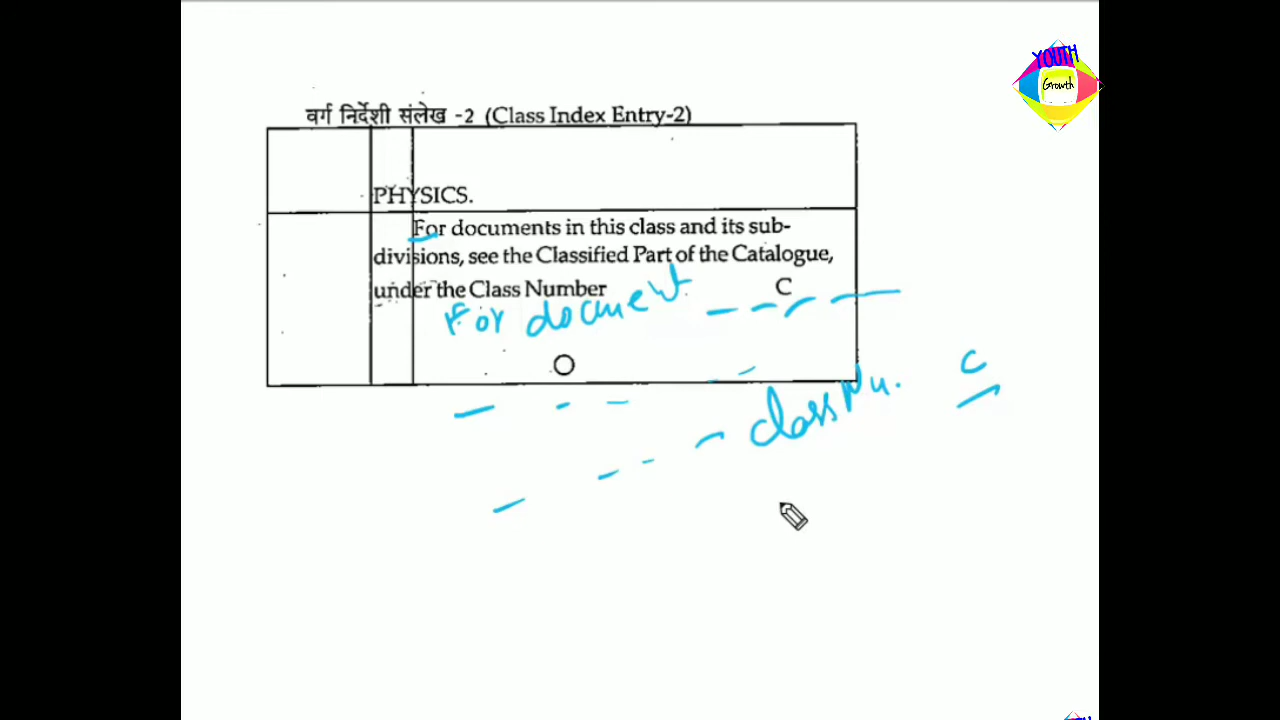 YOUTH
Growth
वर्ग निर्देशी संलेख -2 (Class Index Entry-2)
PHYSICS.
For documents in this class and its sub-
divisions, see the Classified Part of the Catalogue,
under the Class Number C
For document
class Nu. C